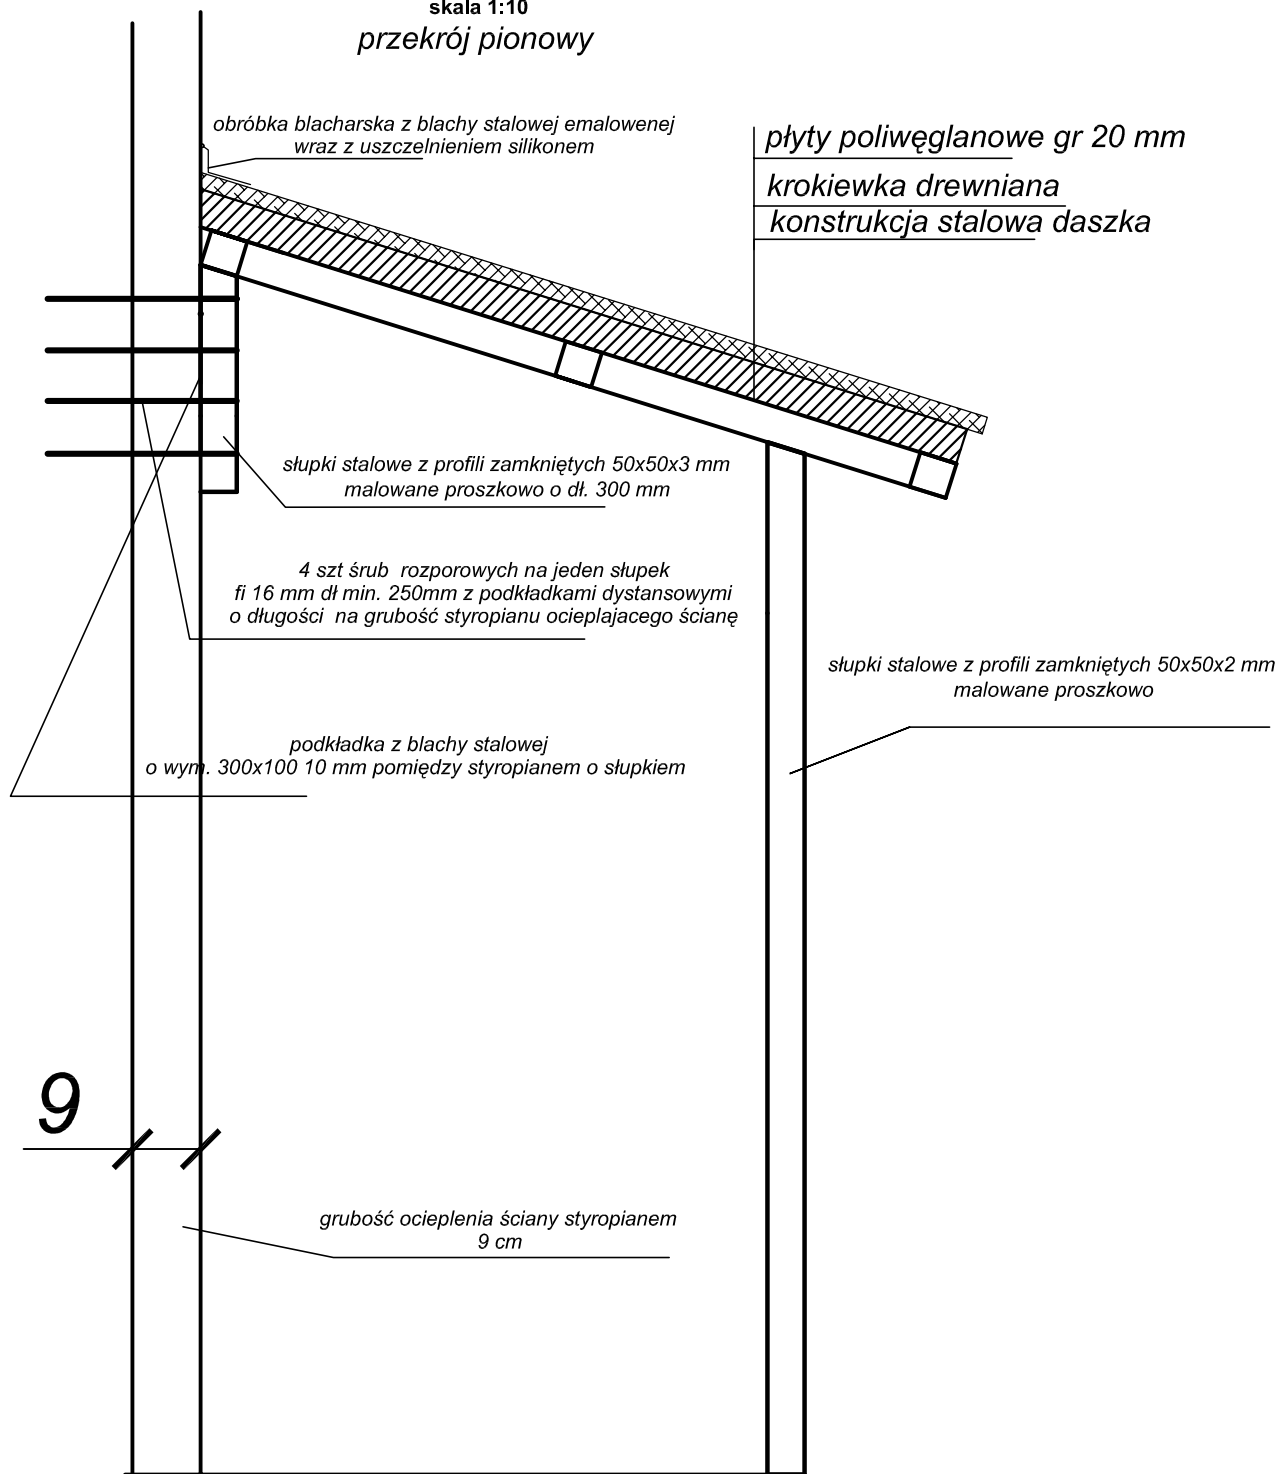 skala 1:10
przekrój pionowy
obróbka blacharska z blachy stalowej emalowenej
wraz z uszczelnieniem silikonem
płyty poliwęglanowe gr 20 mm
krokiewka drewniana
konstrukcja stalowa daszka
słupki stalowe z profili zamkniętych 50x50x3 mm
malowane proszkowo o dł. 300 mm
4 szt śrub rozporowych na jeden słupek
fi 16 mm dł min. 250mm z podkładkami dystansowymi
o długości na grubość styropianu ocieplajacego ścianę
słupki stalowe z profili zamkniętych 50x50x2 mm
malowane proszkowo
podkładka z blachy stalowej
o wym. 300x100 10 mm pomiędzy styropianem o słupkiem
9
grubość ocieplenia ściany styropianem
9 cm